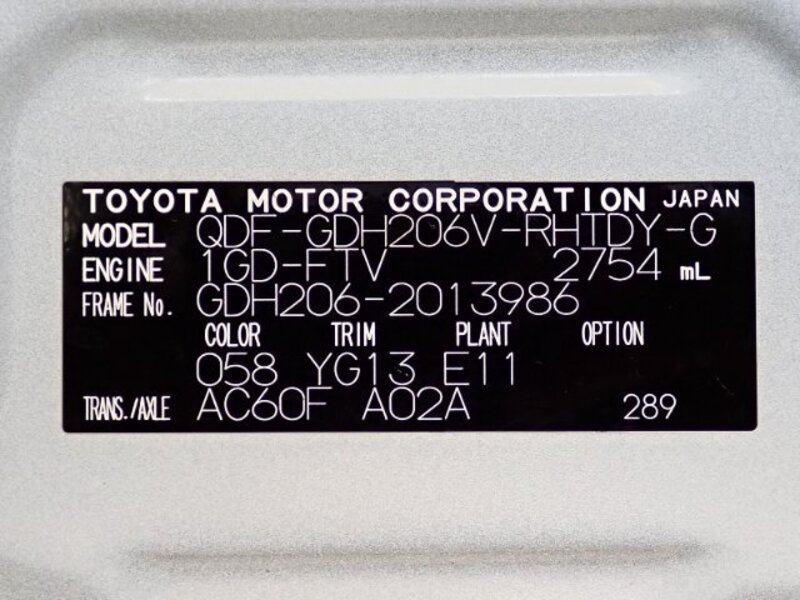 TOYOTA MOTOR CORPORATION JAPAN
MODEL QDF-GDH206V-RHTDY-G
ENGINE 1GD-FTV 2754 mL
FRAME No. GDH206-2013986
COLOR TRIM PLANT OPTION
058 YG13 E11
TRANS./AXLE AC60F A02A 289